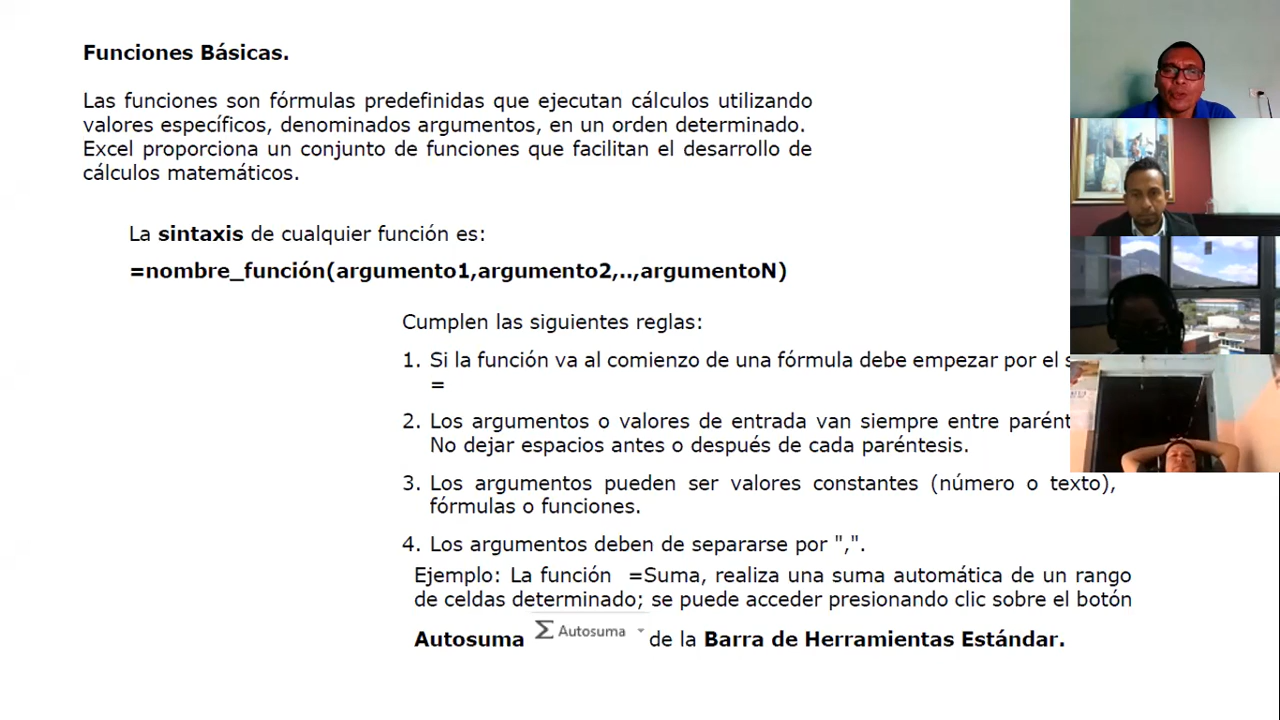 Funciones Básicas.
Las funciones son fórmulas predefinidas que ejecutan cálculos utilizando
valores específicos, denominados argumentos, en un orden determinado.
Excel proporciona un conjunto de funciones que facilitan el desarrollo de
cálculos matemáticos.
La sintaxis de cualquier función es:
=nombre_función(argumento1,argumento2,..,argumentoN)
Cumplen las siguientes reglas:
1. Si la función va al comienzo de una fórmula debe empezar por el
=
2. Los argumentos o valores de entrada van siempre entre
No dejar espacios antes o después de cada paréntesis.
3. Los argumentos pueden ser valores constantes (número o texto),
fórmulas o funciones.
4. Los argumentos deben de separarse por ",".
Ejemplo: La función =Suma, realiza una suma automática de un rango
de celdas determinado; se puede acceder presionando clic sobre el botón
Autosuma Σ Autosuma de la Barra de Herramientas Estándar.